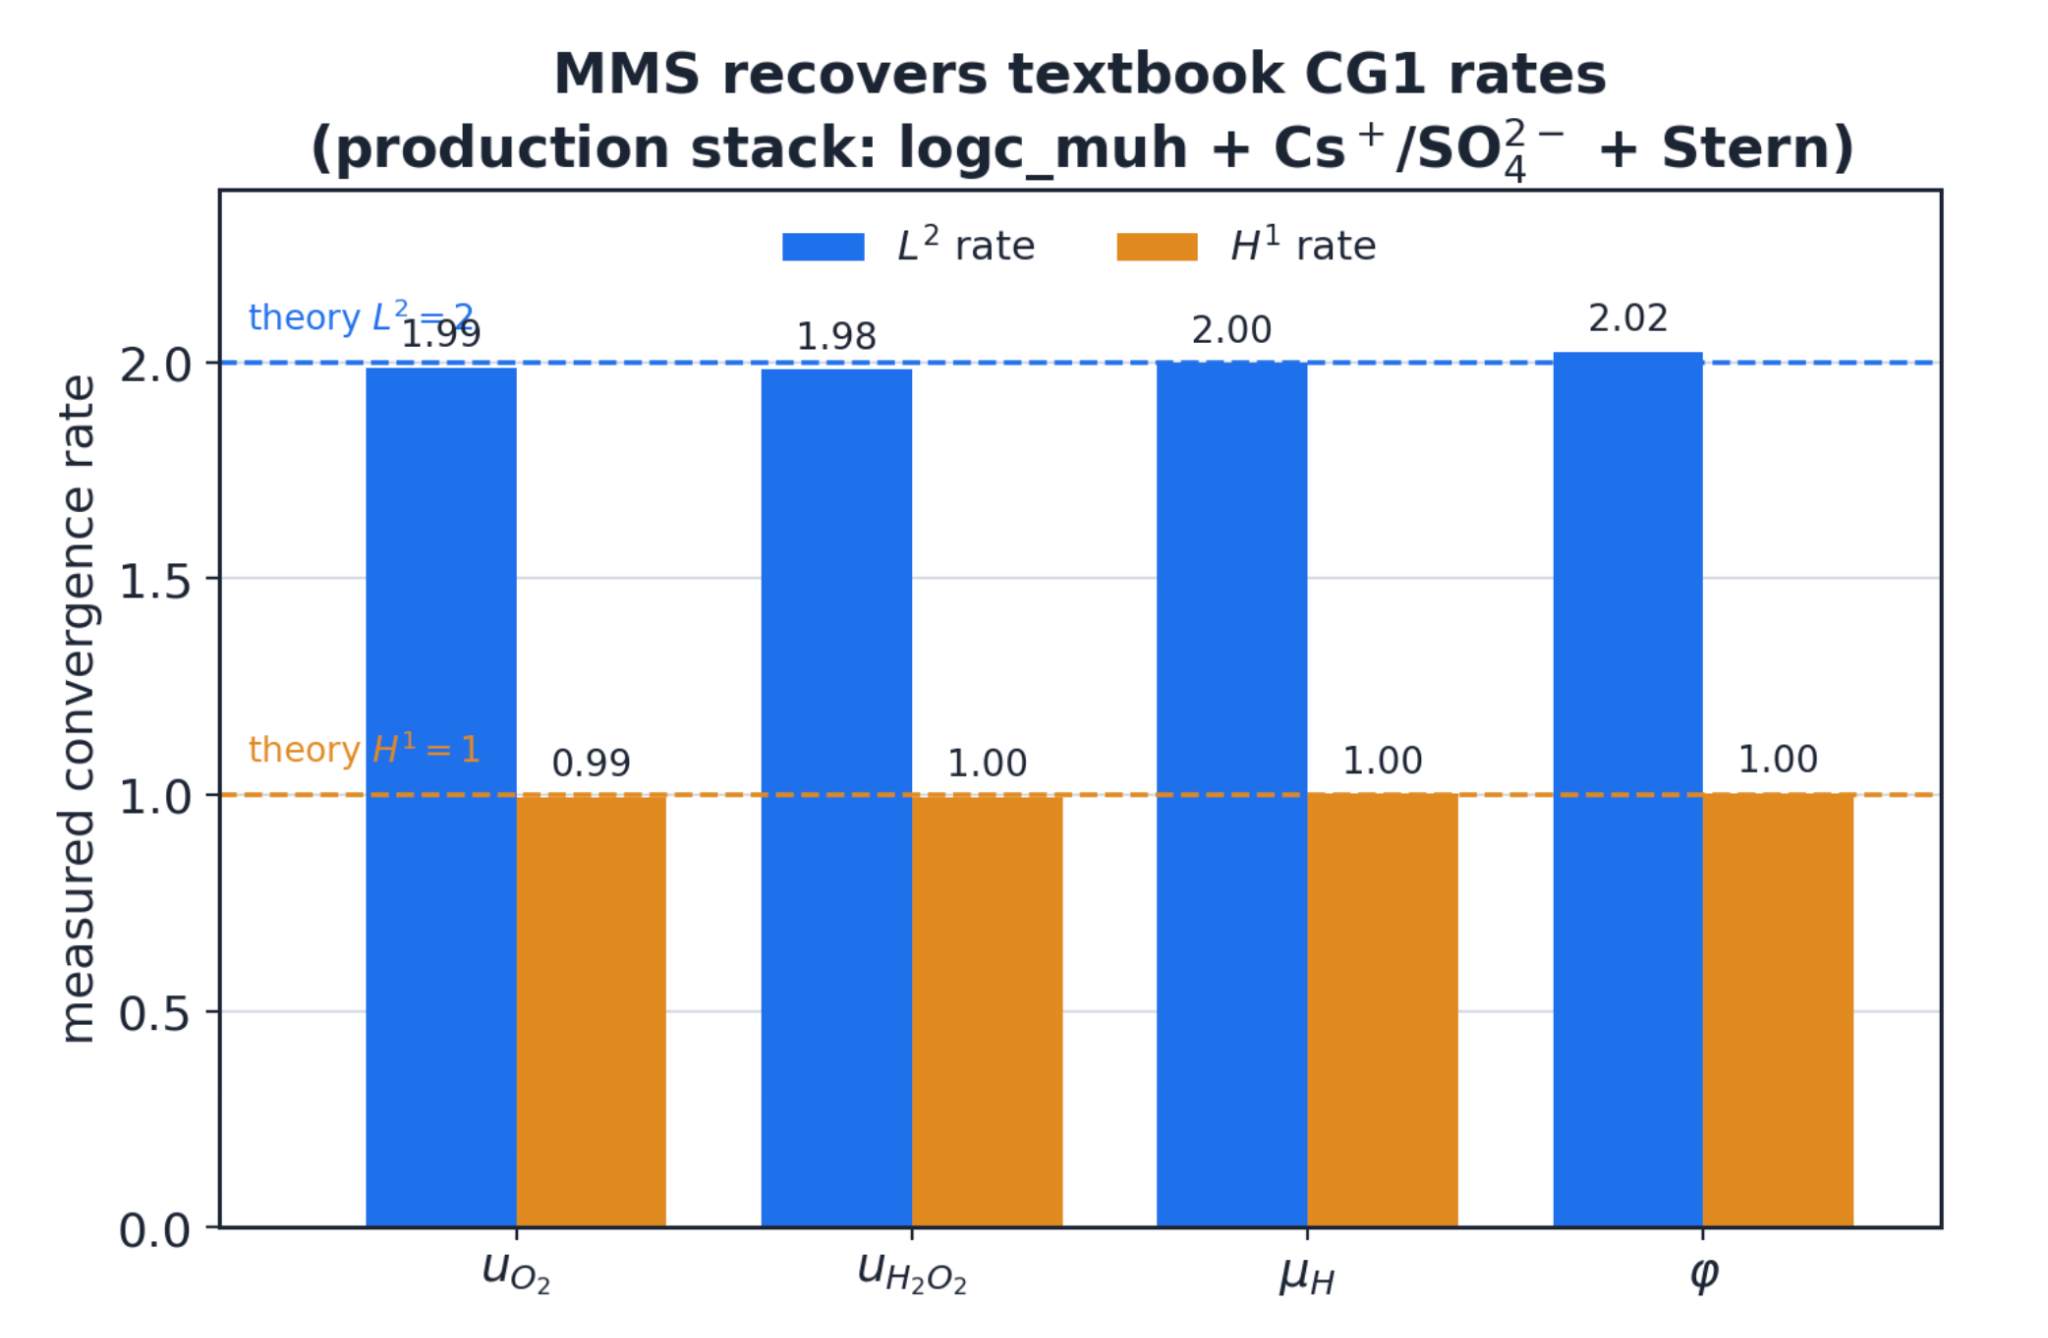 MMS recovers textbook CG1 rates
(production stack: logc_muh + Cs⁺/SO₄²⁻ + Stern)
L² rate
H¹ rate
theory L² = 2
1.99
1.98
2.00
2.02
theory H¹ = 1
0.99
1.00
1.00
1.00
measured convergence rate
2.0
1.5
1.0
0.5
0.0
u_O₂
u_H₂O₂
μ_H
φ